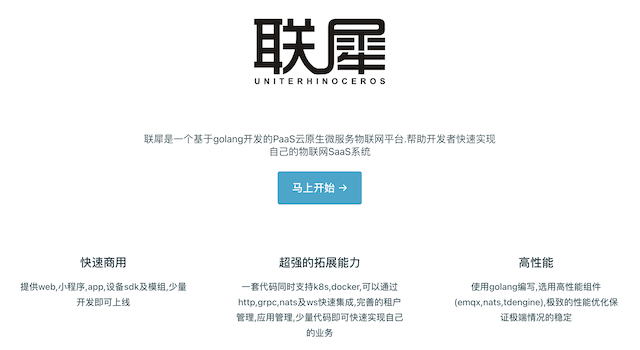 联犀
UNITERHINOCEROS
联犀是一个基于golang开发的PaaS云原生微服务物联网平台.帮助开发者快速实现
自己的物联网SaaS系统
马上开始 →
快速商用
提供web,小程序,app,设备sdk及模组,少量
开发即可上线
超强的拓展能力
一套代码同时支持k8s,docker,可以通过
http,grpc,nats及ws快速集成,完善的租户
管理,应用管理,少量代码即可快速实现自己
的业务
高性能
使用golang编写,选用高性能组件
(emqx,nats,tdengine),极致的性能优化保
证极端情况的稳定